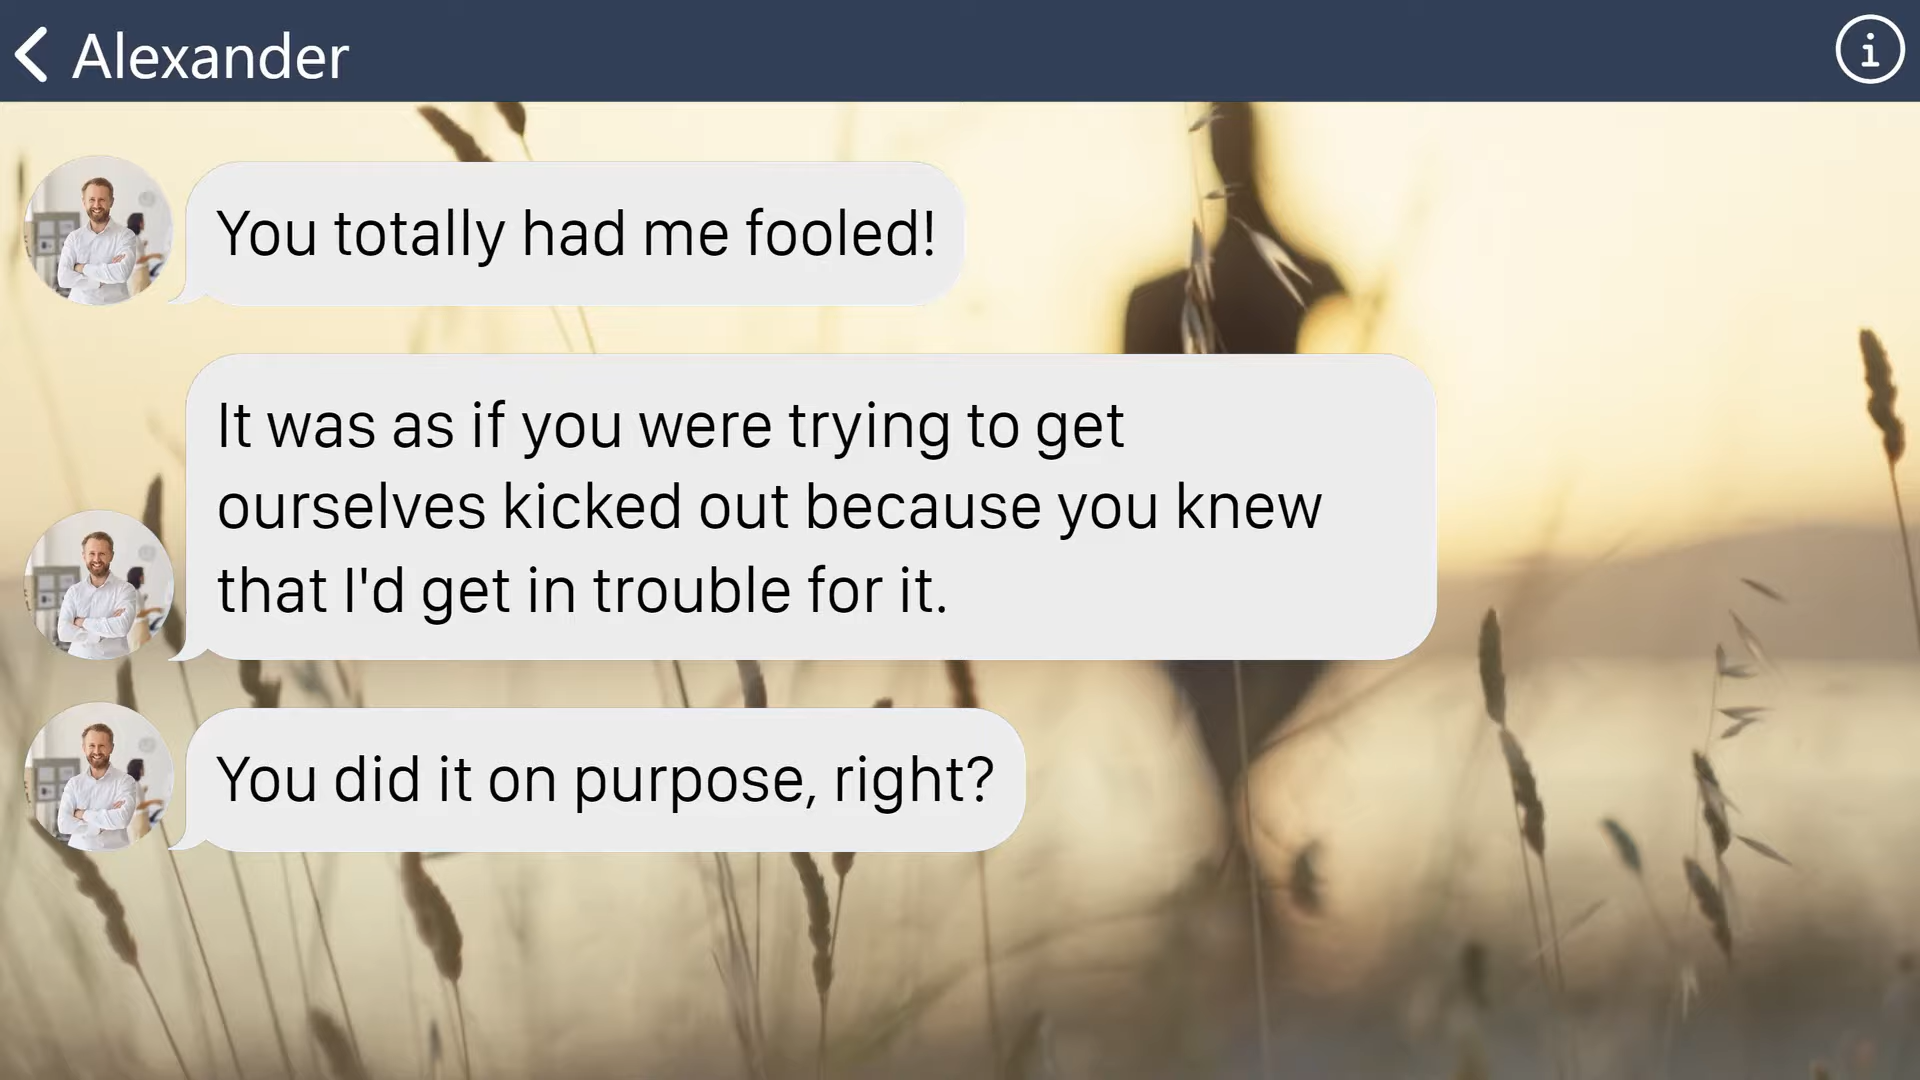 Alexander
You totally had me fooled!
It was as if you were trying to get
ourselves kicked out because you knew
that I'd get in trouble for it.
You did it on purpose, right?